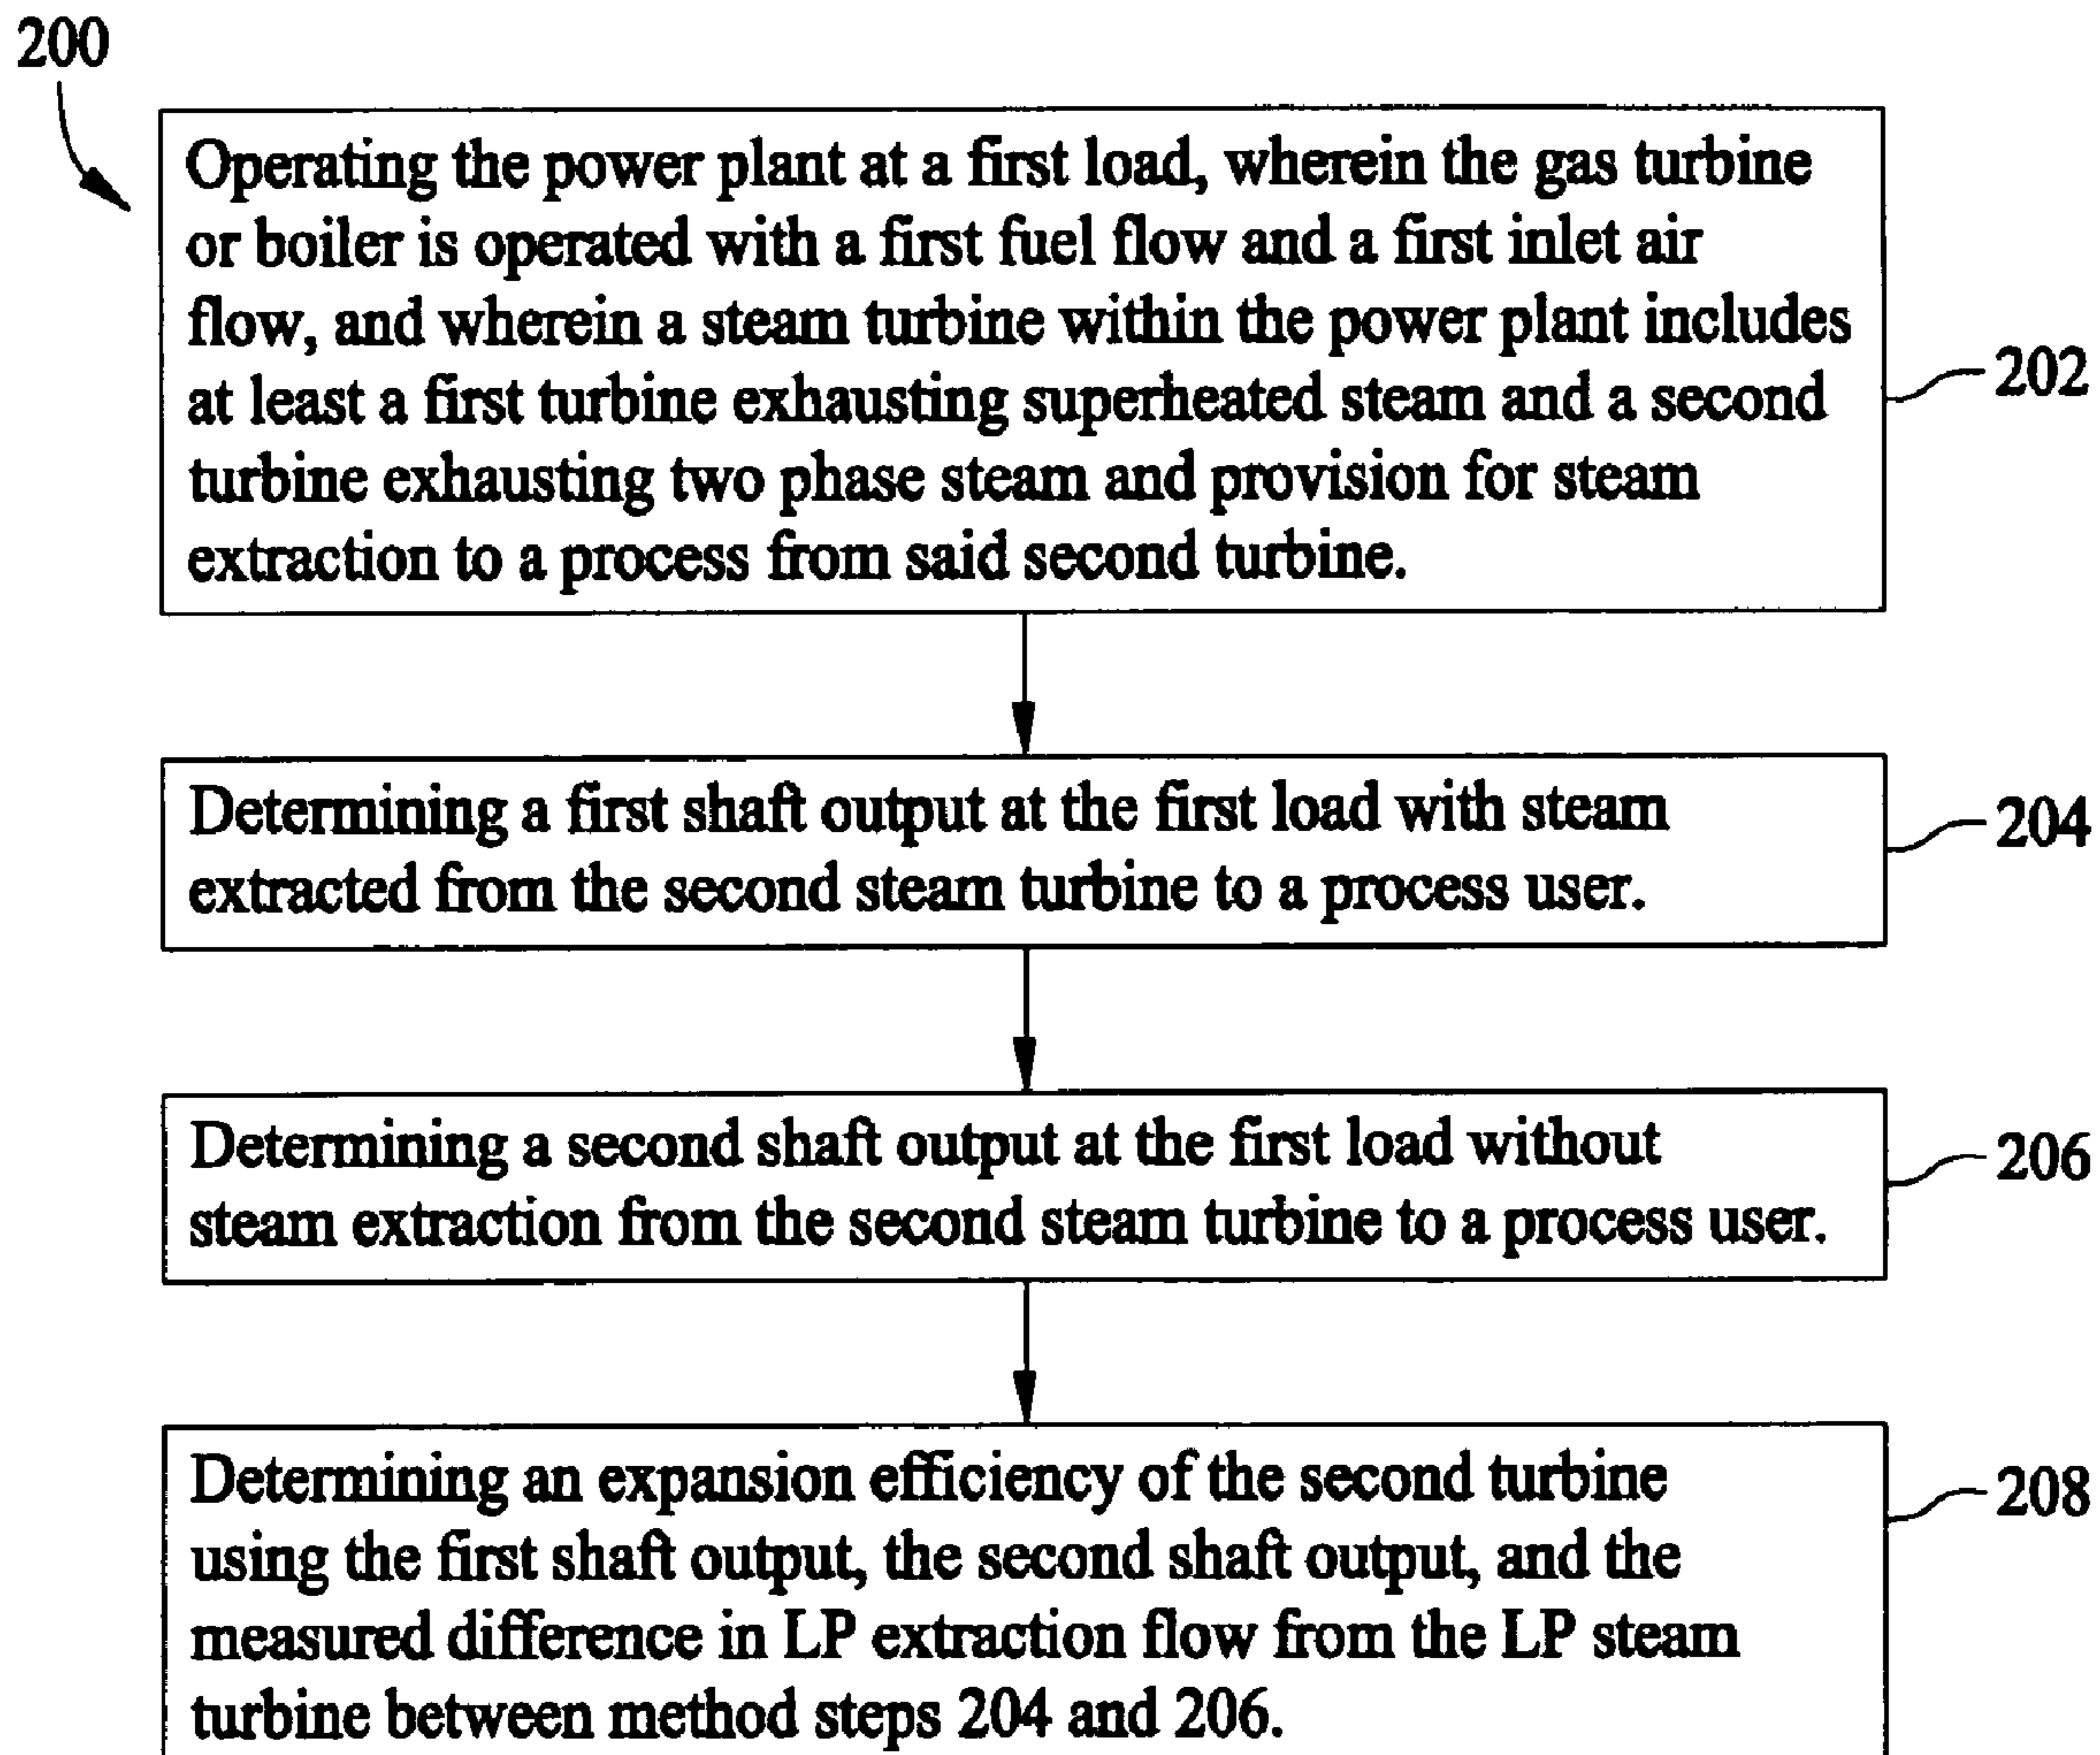 200
Operating the power plant at a first load, wherein the gas turbine
or boiler is operated with a first fuel flow and a first inlet air
flow, and wherein a steam turbine within the power plant includes
at least a first turbine exhausting superheated steam and a second
turbine exhausting two phase steam and provision for steam
extraction to a process from said second turbine.
202
Determining a first shaft output at the first load with steam
extracted from the second steam turbine to a process user.
204
Determining a second shaft output at the first load without
steam extraction from the second steam turbine to a process user.
206
Determining an expansion efficiency of the second turbine
using the first shaft output, the second shaft output, and the
measured difference in LP extraction flow from the LP steam
turbine between method steps 204 and 206.
208